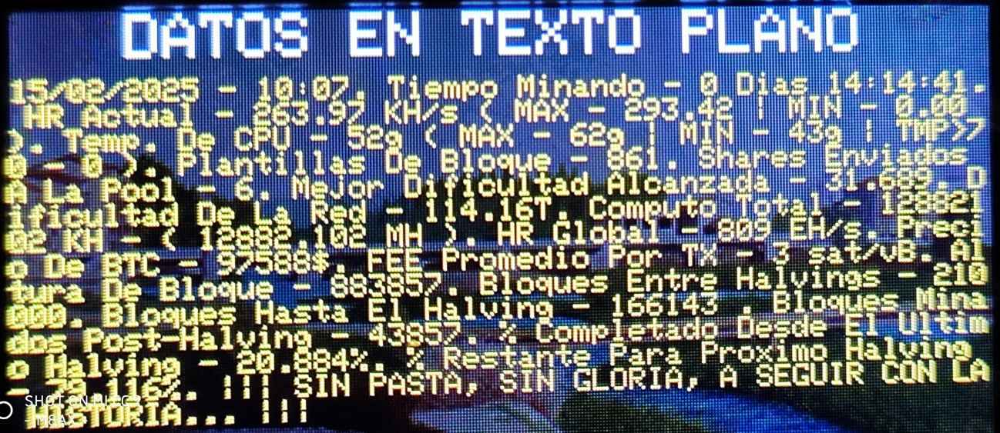 DATOS EN TEXTO PLANO
15/02/2025 - 10:07. Tiempo Minando - 0 Dias 14:14:41.
HR Actual - 263.97 KH/s ( MAX - 293.42 | MIN - 0.00
). Temp. De CPU - 52g ( MAX - 62g | MIN - 43g | TMP>7
0 - 0 ). Plantillas De Bloque - 861. Shares Enviados
A La Pool - 6. Mejor Dificultad Alcanzada - 31.689. D
ificultad De La Red - 114.16T. Computo Total - 128821
02 KH - ( 12882.102 MH ). HR Global - 809 EH/s. Preci
o De BTC - 97588$. FEE Promedio Por TX - 3 sat/vB. Al
tura De Bloque - 883857. Bloques Entre Halvings - 210
000. Bloques Hasta El Halving - 166143 . Bloques Mina
dos Post-Halving - 43857. % Completado Desde El Ultim
o Halving - 20.884%. % Restante Para Proximo Halving
- 79.116%. ¡¡¡ SIN PASTA, SIN GLORIA, A SEGUIR CON LA
HISTORIA... ¡¡¡
SHOT ON MI CC 9
- M8AX